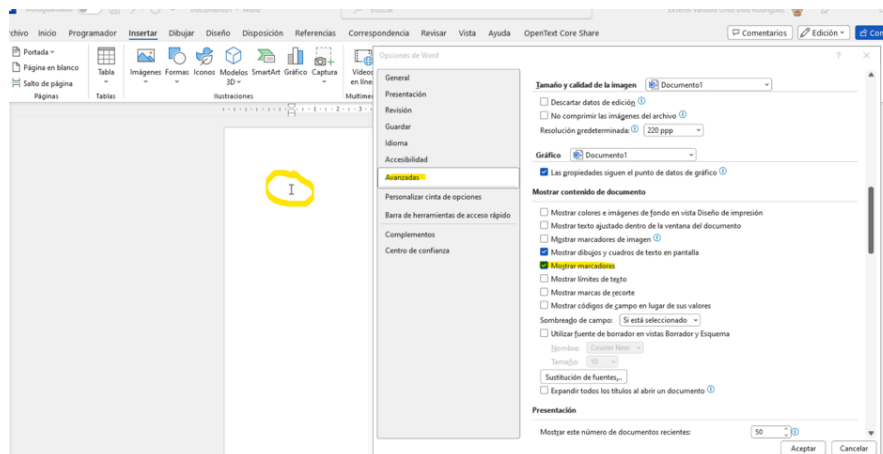 Comentarios Edición
Archivo Inicio Programador Insertar Dibujar Diseño Disposición Referencias Correspondencia Revisar Vista Ayuda OpenText Core Share
Portada
Página en blanco
Salto de página
Páginas
Tabla
Tablas
Imágenes Formas Iconos Modelos 3D SmartArt Gráfico Captura
Ilustraciones
Opciones de Word
General
Presentación
Revisión
Guardar
Idioma
Accesibilidad
Avanzadas
Personalizar cinta de opciones
Barra de herramientas de acceso rápido
Complementos
Centro de confianza
Tamaño y calidad de la imagen Documento1
Descartar datos de edición
No comprimir las imágenes del archivo
Resolución predeterminada: 220 ppp
Gráfico Documento1
Las propiedades siguen el punto de datos de gráfico
Mostrar contenido de documento
Mostrar colores e imágenes de fondo en vista Diseño de impresión
Mostrar texto ajustado dentro de la ventana del documento
Mostrar marcadores de imagen
Mostrar dibujos y cuadros de texto en pantalla
Mostrar marcadores
Mostrar límites de texto
Mostrar marcas de recorte
Mostrar códigos de campo en lugar de sus valores
Sombreado de campo: Si está seleccionado
Utilizar fuente de borrador en vistas Borrador y Esquema
Nombre: Courier New
Tamaño: 10
Sustitución de fuentes...
Expandir todos los títulos al abrir un documento
Presentación
Mostrar este número de documentos recientes: 50
Aceptar Cancelar